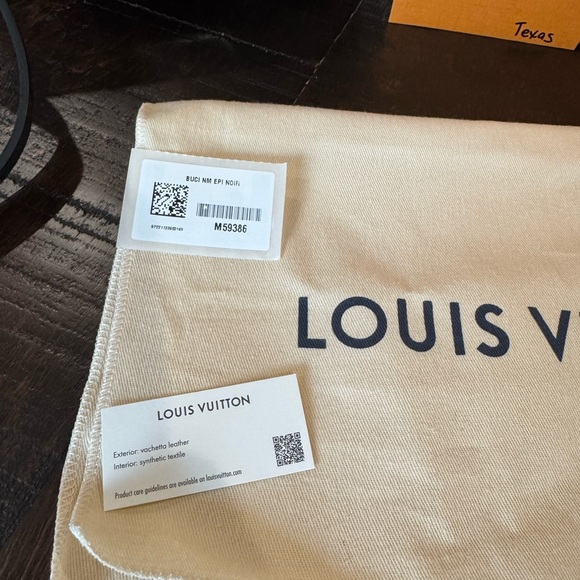 Texas
BUCI NM EPI NOIR
M59386
LOUIS V
LOUIS VUITTON
Exterior: vachetta leather
Interior: synthetic textile
Product care guidelines are available on louisvuitton.com